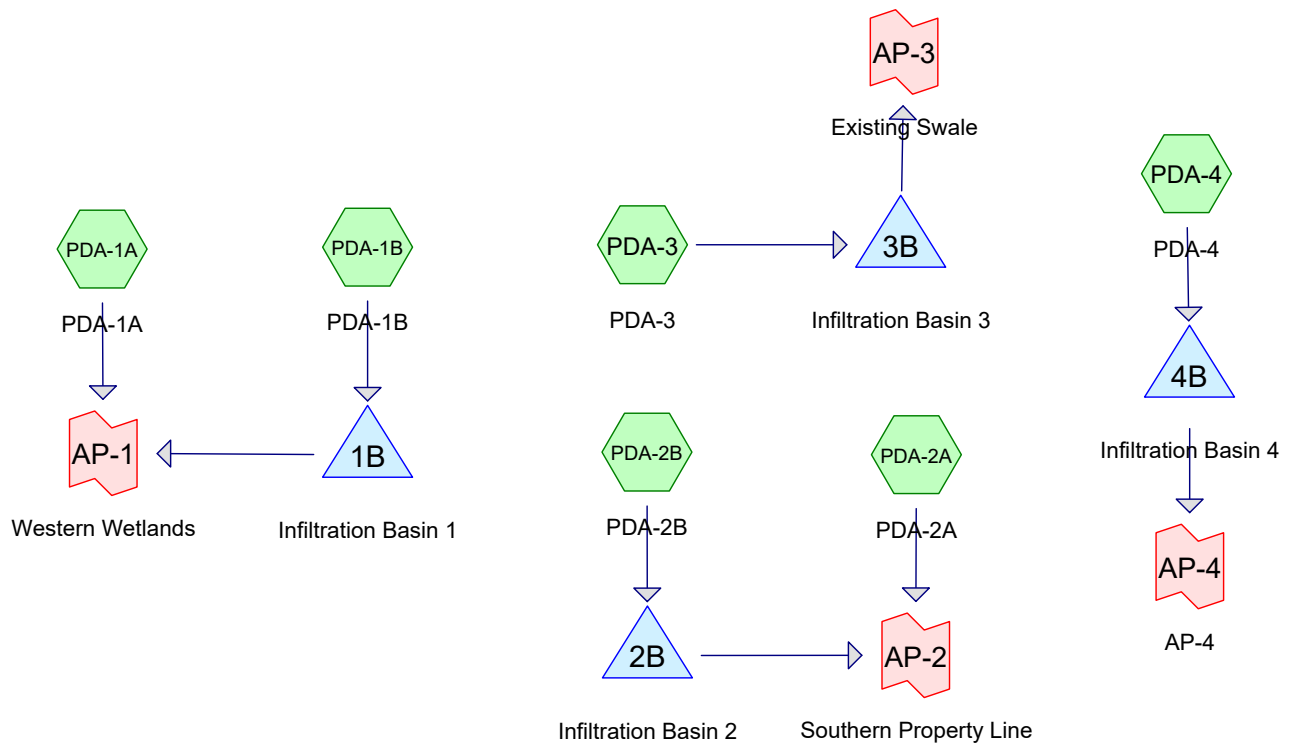 AP-3
Existing Swale
PDA-4
PDA-4
PDA-1A
PDA-1A
PDA-1B
PDA-1B
PDA-3
PDA-3
3B
Infiltration Basin 3
4B
Infiltration Basin 4
AP-1
Western Wetlands
1B
Infiltration Basin 1
PDA-2B
PDA-2B
PDA-2A
PDA-2A
AP-4
AP-4
2B
Infiltration Basin 2
AP-2
Southern Property Line